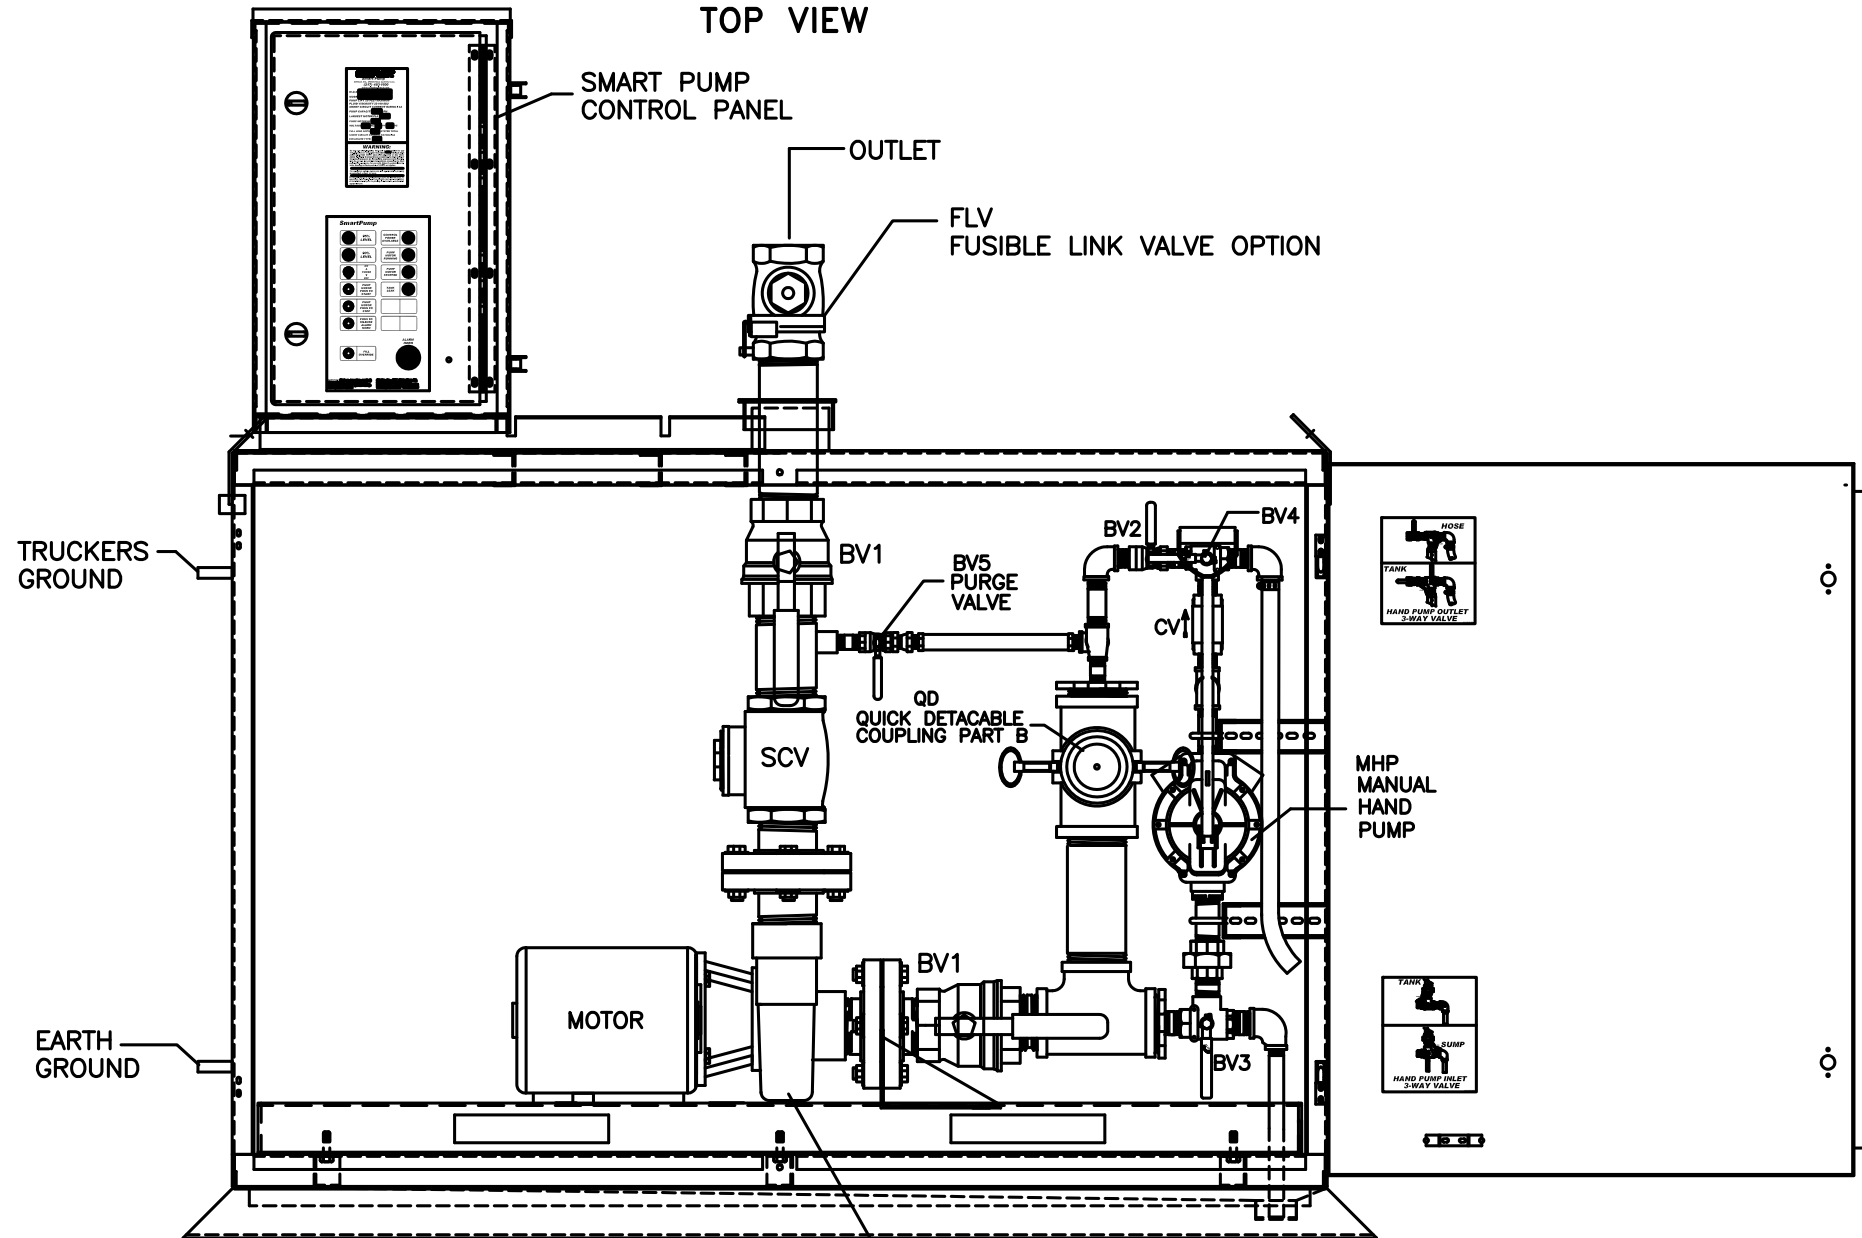 TOP VIEW
SMART PUMP
CONTROL PANEL
OUTLET
FLV
FUSIBLE LINK VALVE OPTION
WARNING:
SmartPump
TRUCKERS
GROUND
BV1
BV5
PURGE
VALVE
BV2
BV4
CV
HOSE
TANK
HAND PUMP OUTLET
3-WAY VALVE
QD
QUICK DETACABLE
COUPLING PART B
SCV
MHP
MANUAL
HAND
PUMP
BV1
MOTOR
EARTH
GROUND
BV3
TANK
SUMP
HAND PUMP INLET
3-WAY VALVE